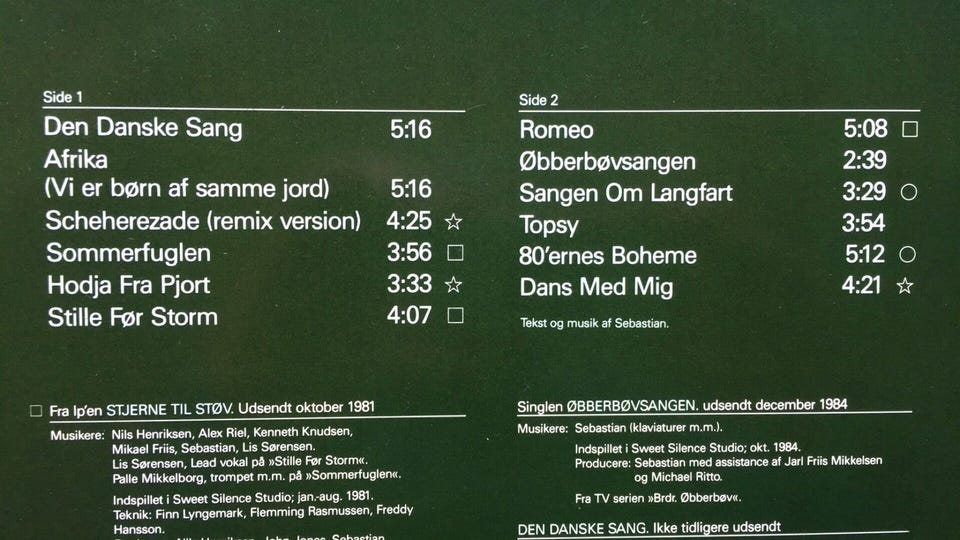 Side 1
Den Danske Sang 5:16
Afrika
(Vi er børn af samme jord) 5:16
Scheherezade (remix version) 4:25 ☆
Sommerfuglen 3:56 □
Hodja Fra Pjort 3:33 ☆
Stille Før Storm 4:07 □
Side 2
Romeo 5:08 □
Øbberbøvsangen 2:39
Sangen Om Langfart 3:29 ○
Topsy 3:54
80'ernes Boheme 5:12 ○
Dans Med Mig 4:21 ☆
Tekst og musik af Sebastian.
□ Fra lp'en STJERNE TIL STØV. Udsendt oktober 1981
Musikere: Nils Henriksen, Alex Riel, Kenneth Knudsen,
Mikael Friis, Sebastian, Lis Sørensen.
Lis Sørensen, Lead vokal på »Stille Før Storm«.
Palle Mikkelborg, trompet m.m. på »Sommerfuglen«.
Indspillet i Sweet Silence Studio; jan.-aug. 1981.
Teknik: Finn Lyngemark, Flemming Rasmussen, Freddy
Hansson.
Singlen ØBBERBØVSANGEN. udsendt december 1984
Musikere: Sebastian (klaviaturer m.m.).
Indspillet i Sweet Silence Studio; okt. 1984.
Producere: Sebastian med assistance af Jarl Friis Mikkelsen
og Michael Ritto.
Fra TV serien »Brdr. Øbberbøv«.
DEN DANSKE SANG. Ikke tidligere udsendt